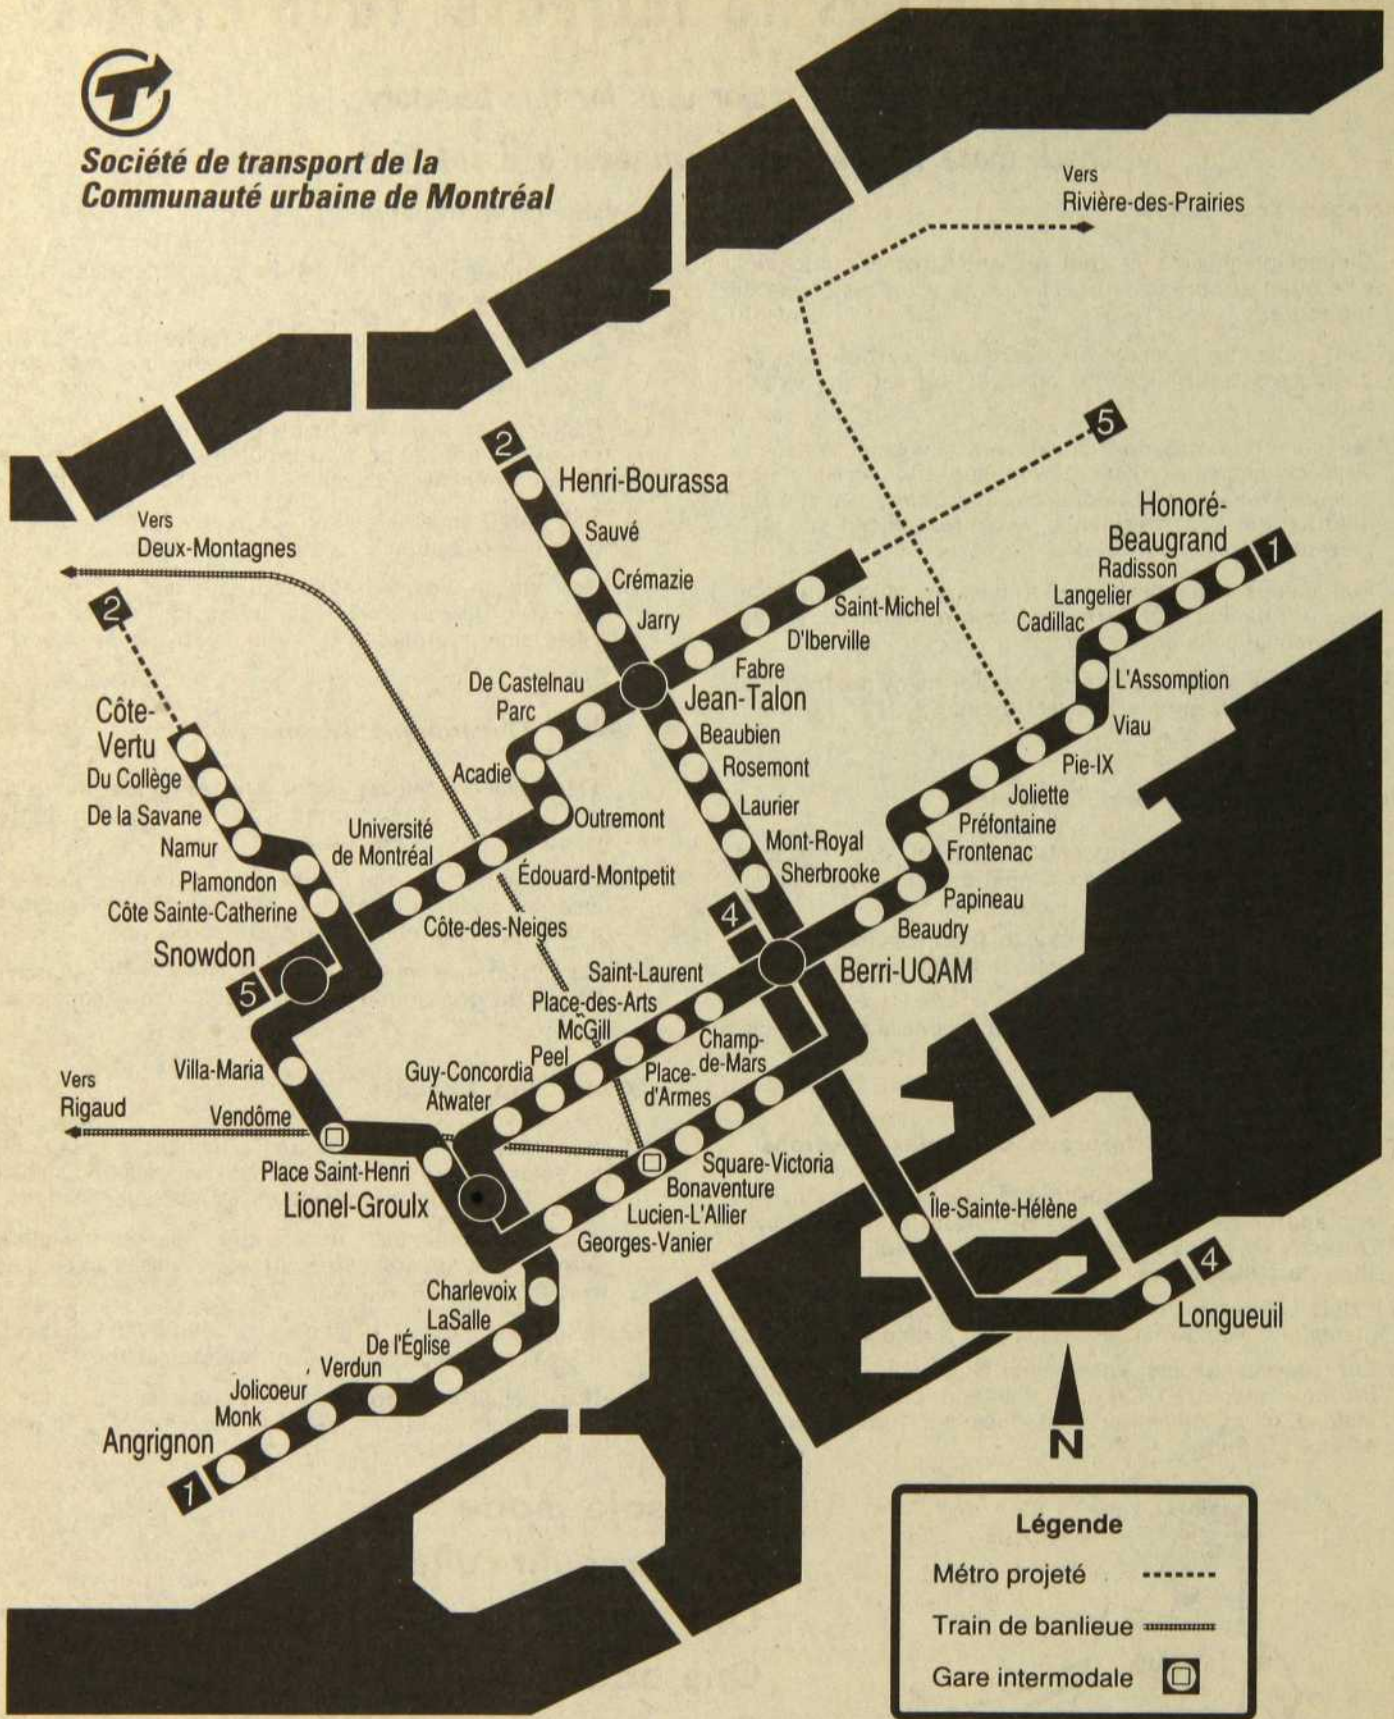 T
Société de transport de la
Communauté urbaine de Montréal
Vers
Rivière-des-Prairies
5
2
Henri-Bourassa
Sauvé
Crémazie
Jarry
Honoré-
Beaugrand
1
Radisson
Langelier
Cadillac
L'Assomption
Viau
Pie-IX
Joliette
Préfontaine
Frontenac
Papineau
Beaudry
Vers
Deux-Montagnes
2
Côte-
Vertu
Du Collège
De la Savane
Namur
Plamondon
Côte Sainte-Catherine
Snowdon
5
Saint-Michel
D'Iberville
Fabre
Jean-Talon
De Castelnau
Parc
Acadie
Outremont
Édouard-Montpetit
Université
de Montréal
Côte-des-Neiges
Beaubien
Rosemont
Laurier
Mont-Royal
Sherbrooke
4
Berri-UQAM
Saint-Laurent
Place-des-Arts
McGill
Peel
Guy-Concordia
Atwater
Champ-
de-Mars
Place-
d'Armes
Square-Victoria
Bonaventure
Lucien-L'Allier
Georges-Vanier
Villa-Maria
Vers
Rigaud
Vendôme
Place Saint-Henri
Lionel-Groulx
Charlevoix
LaSalle
De l'Église
Verdun
Jolicoeur
Monk
Angrignon
1
Île-Sainte-Hélène
4
Longueuil
N
Légende
Métro projeté
Train de banlieue
Gare intermodale